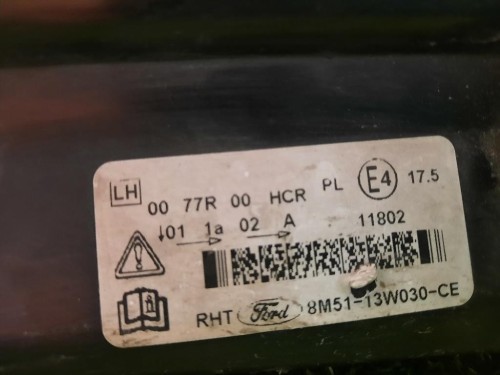 LH 00 77R 00 HCR PL E4 17.5
↓01 1a 02 A 11802
RHT Ford 8M51-13W030-CE